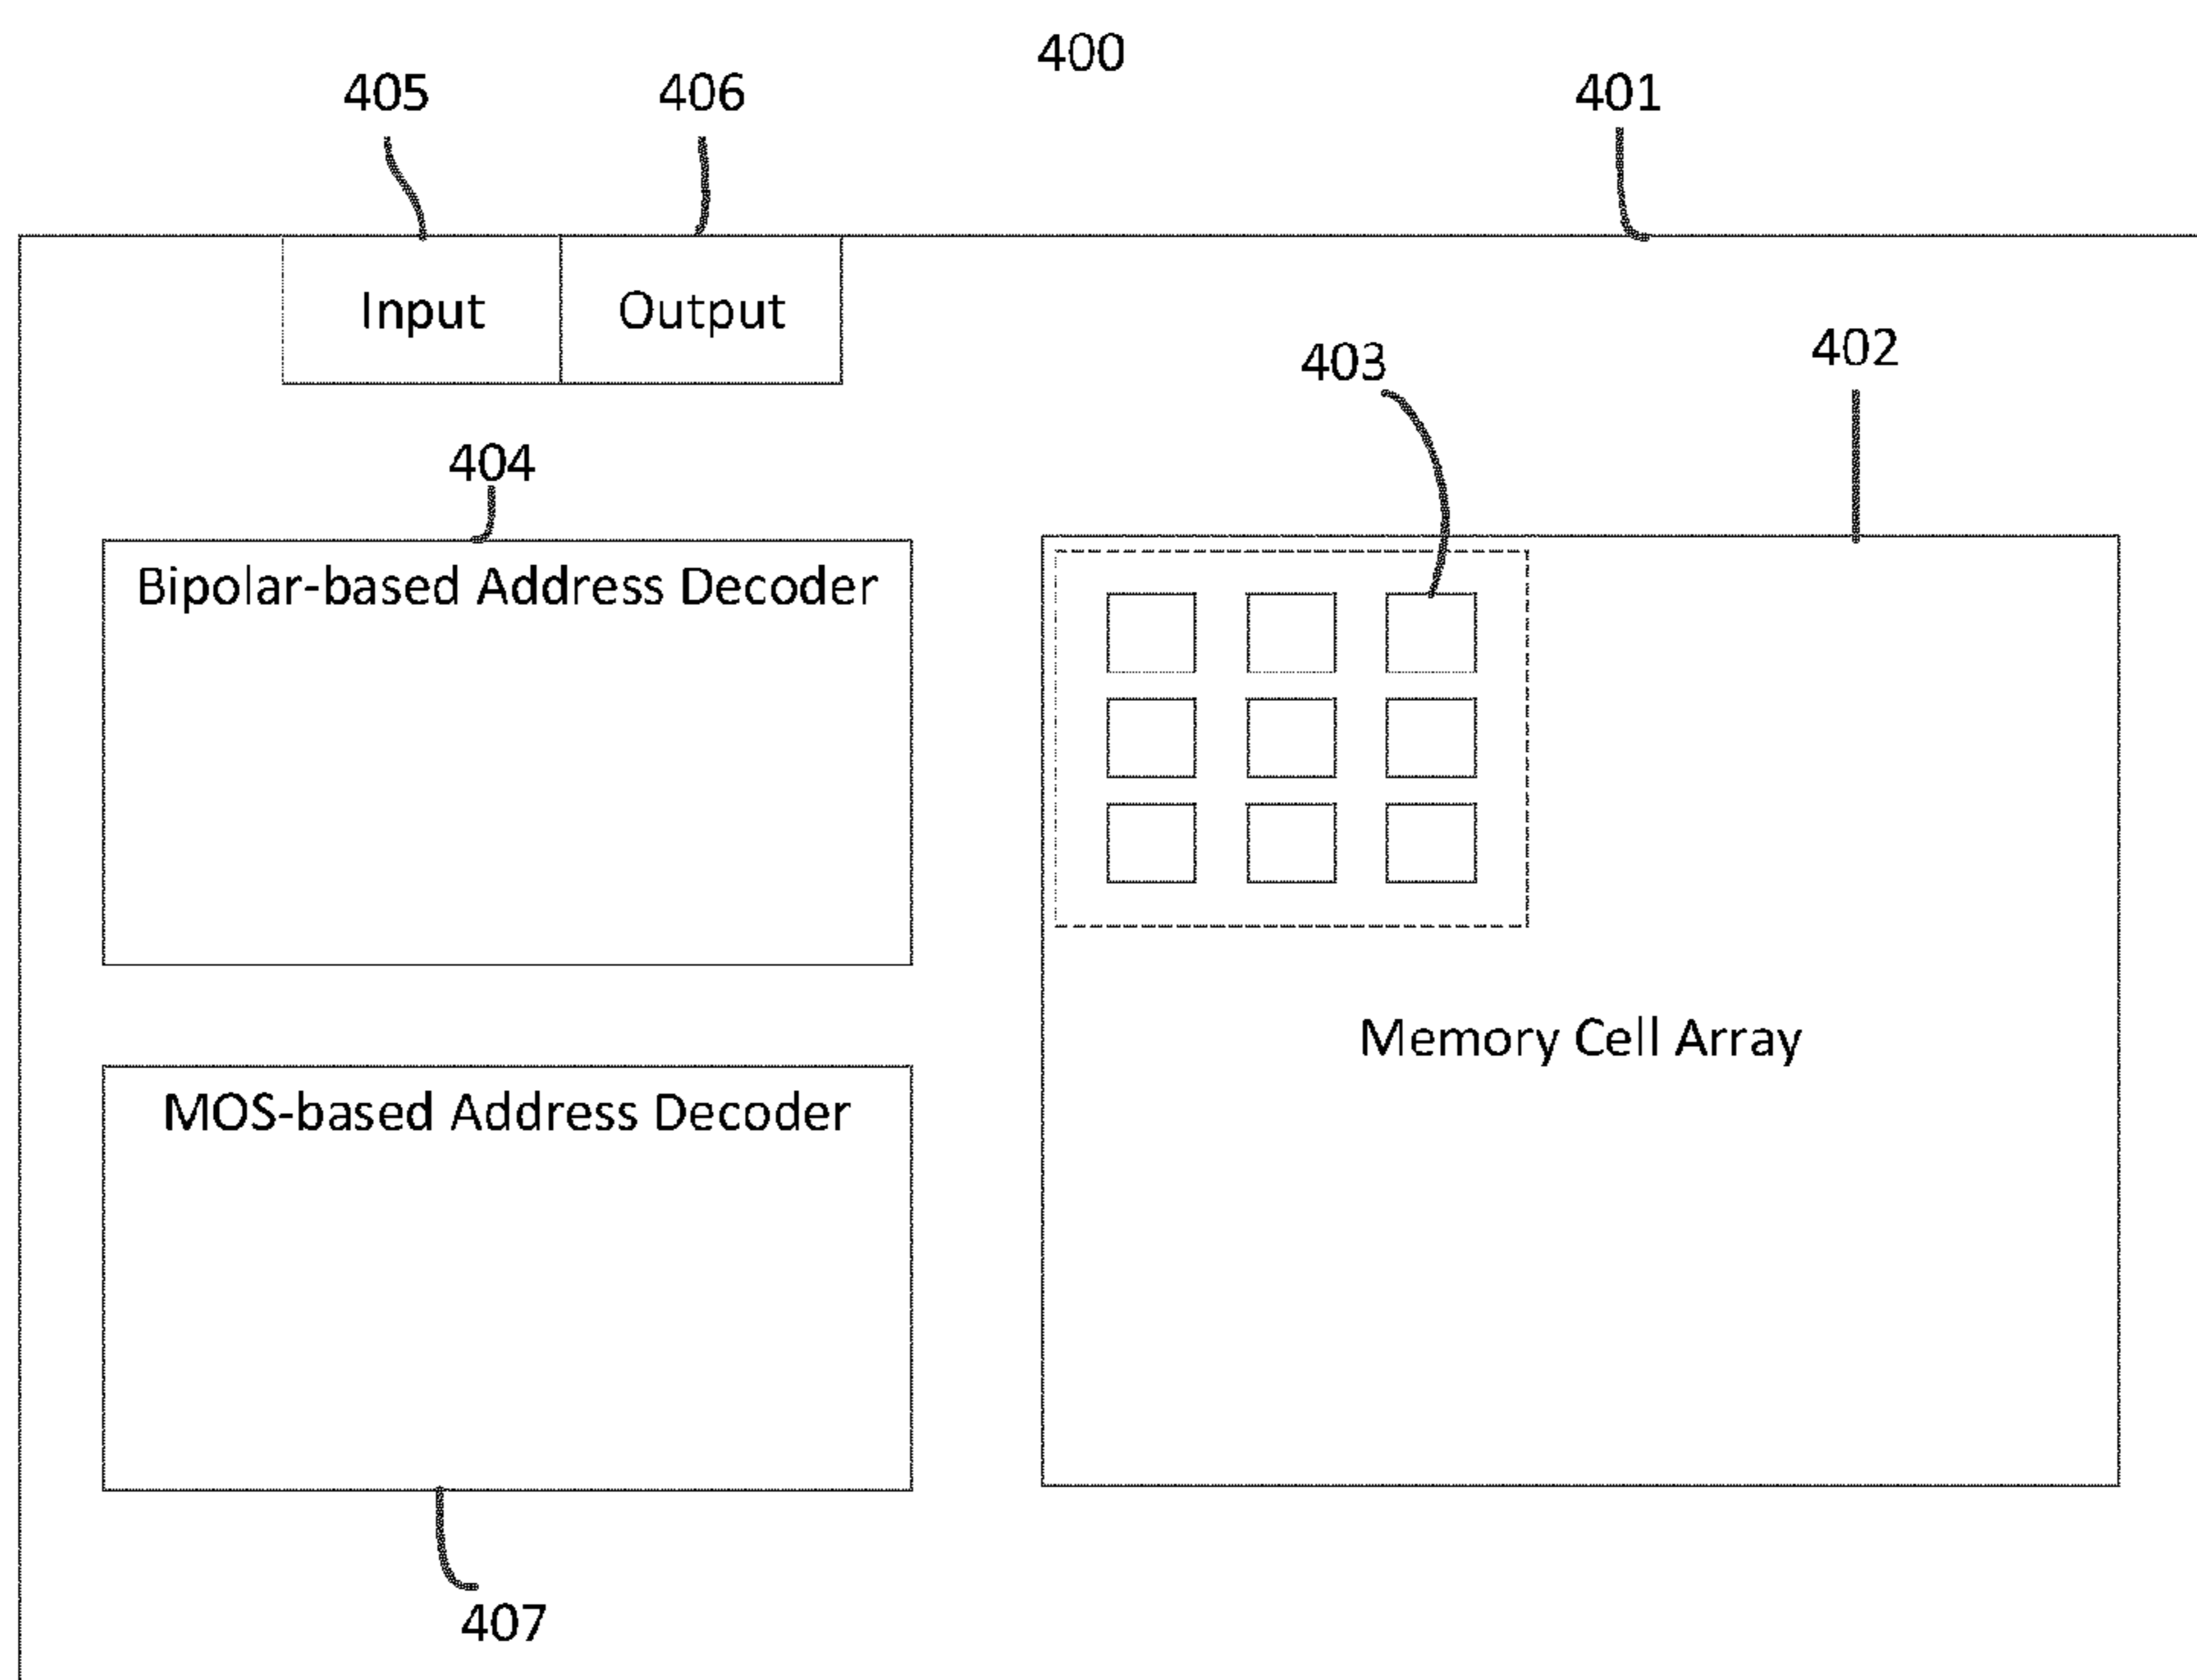 400
405
406
401
Input
Output
403
402
404
Bipolar-based Address Decoder
Memory Cell Array
MOS-based Address Decoder
407